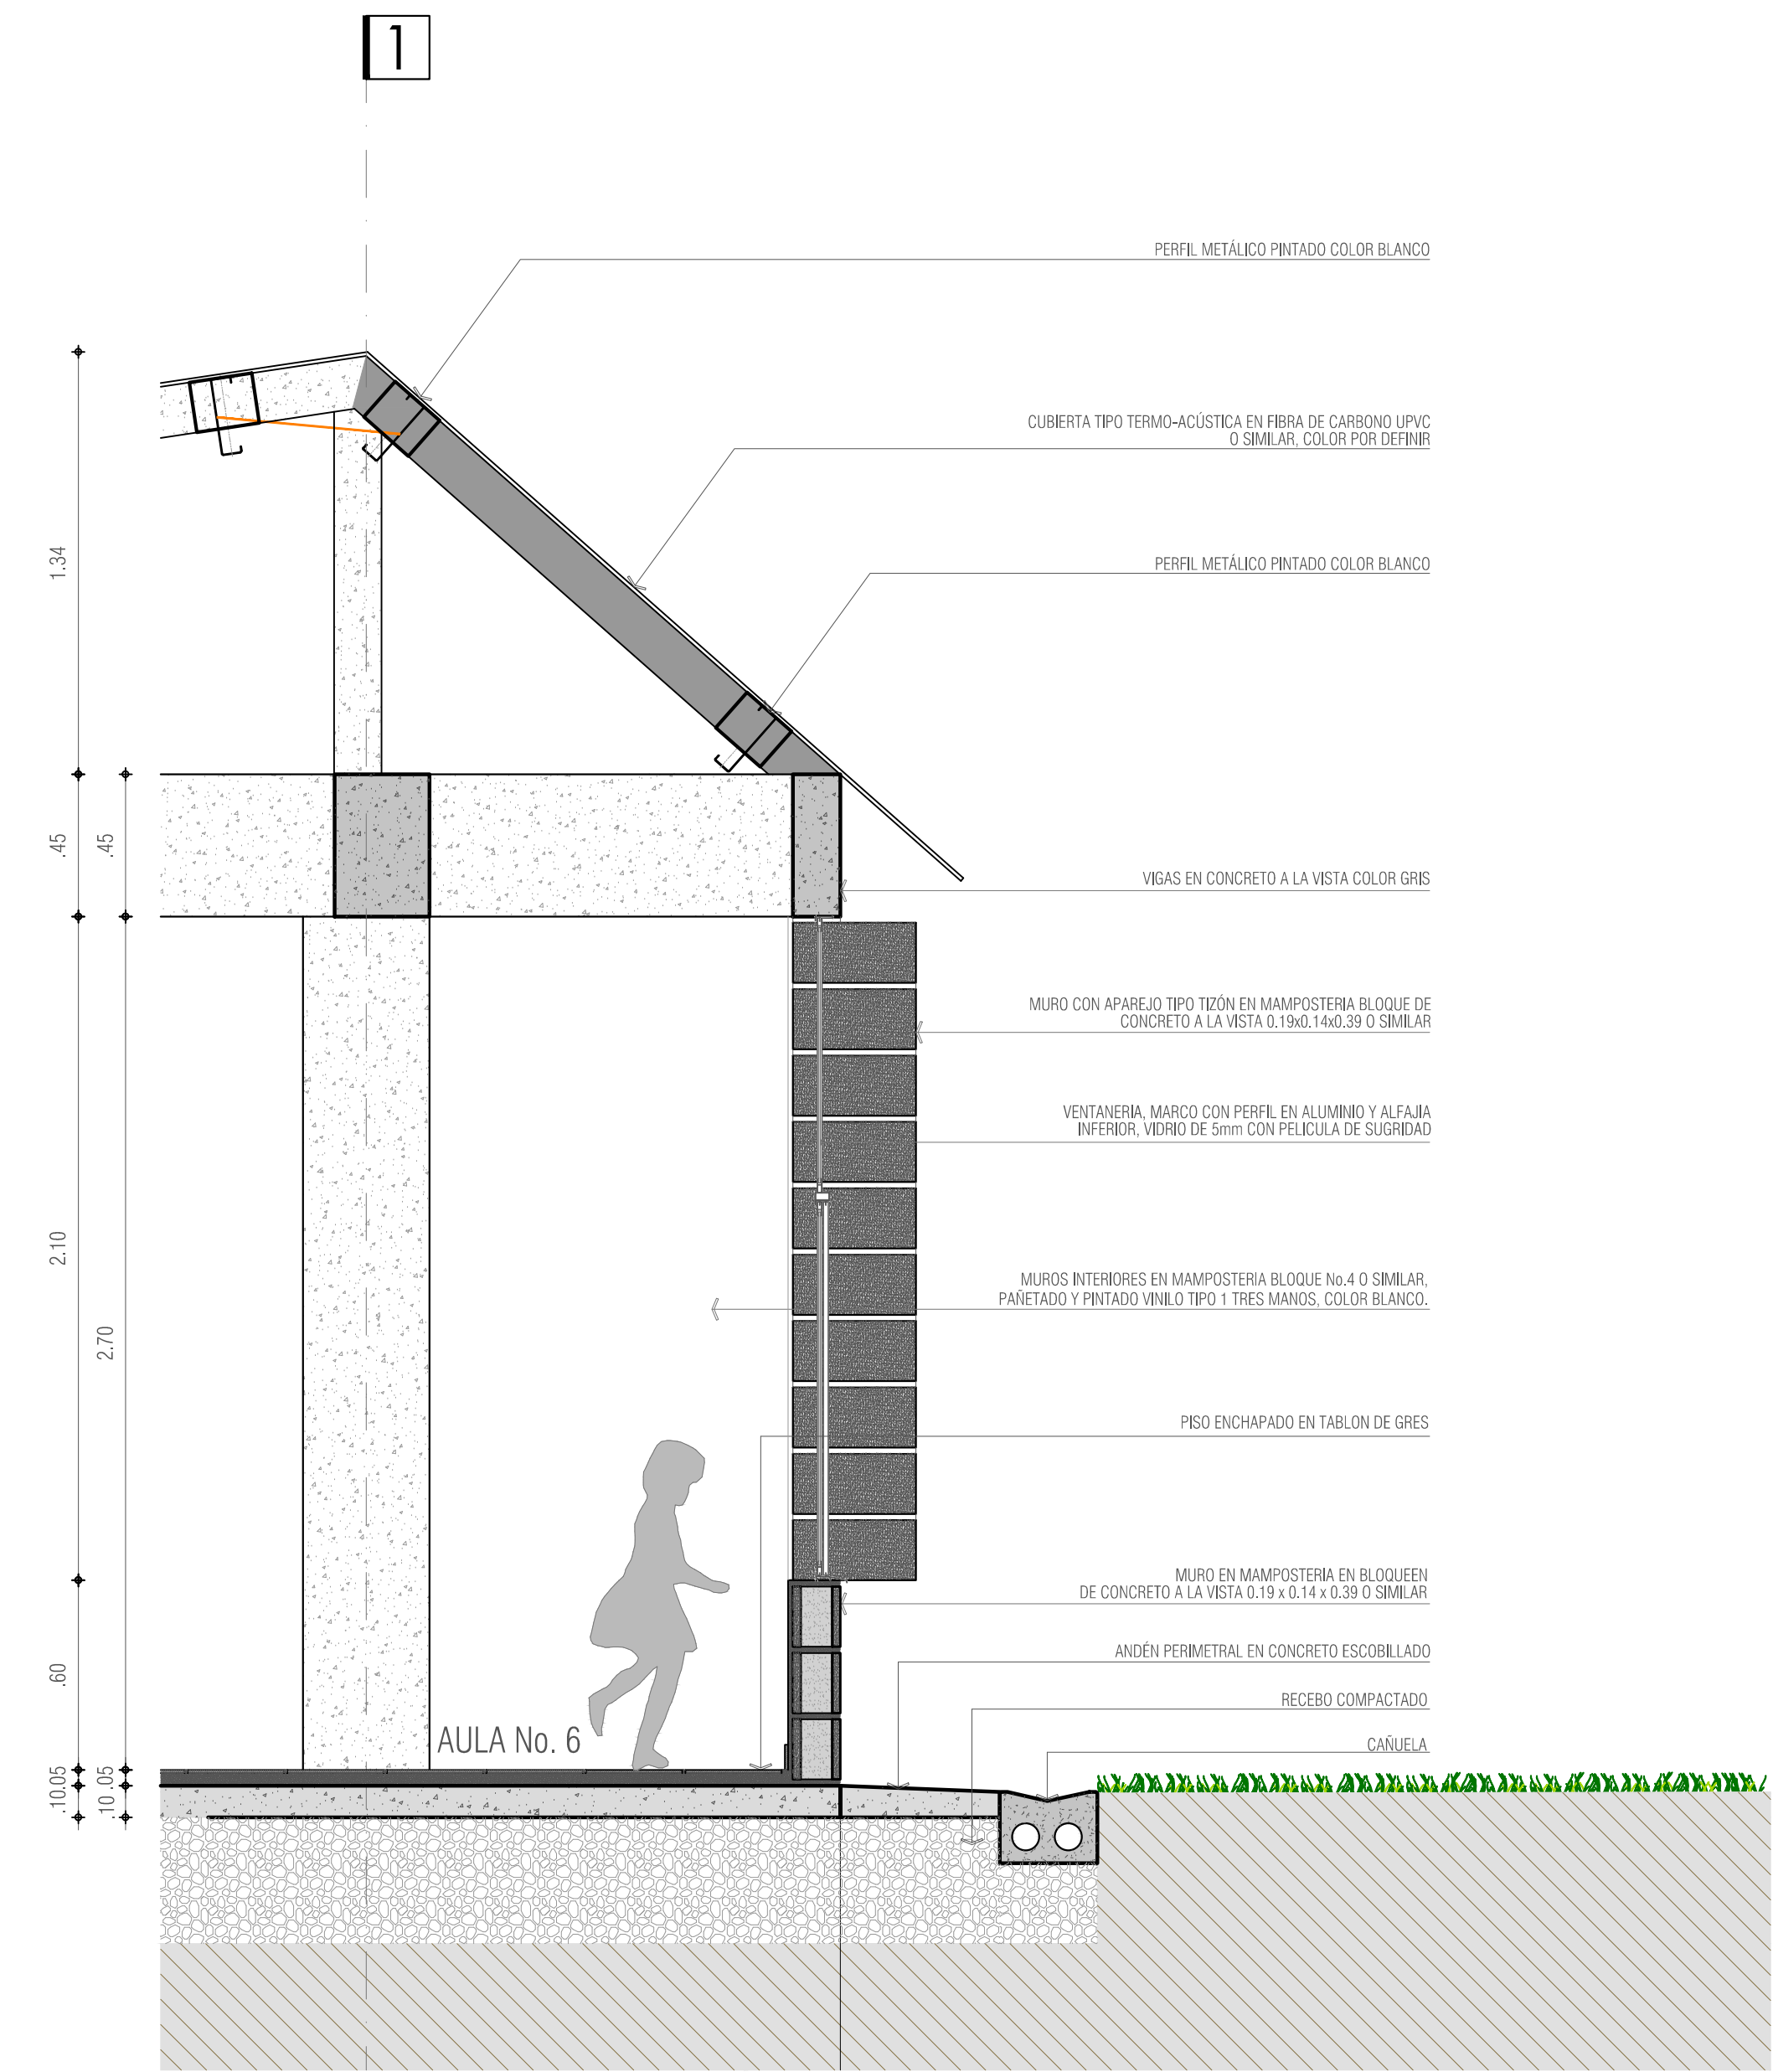 1
PERFIL METÁLICO PINTADO COLOR BLANCO
CUBIERTA TIPO TERMO-ACÚSTICA EN FIBRA DE CARBONO UPVC
O SIMILAR, COLOR POR DEFINIR
PERFIL METÁLICO PINTADO COLOR BLANCO
1.34
.45
.45
VIGAS EN CONCRETO A LA VISTA COLOR GRIS
MURO CON APAREJO TIPO TIZÓN EN MAMPOSTERIA BLOQUE DE
CONCRETO A LA VISTA 0.19x0.14x0.39 O SIMILAR
VENTANERIA, MARCO CON PERFIL EN ALUMINIO Y ALFAJIA
INFERIOR, VIDRIO DE 5mm CON PELICULA DE SUGRIDAD
2.10
MUROS INTERIORES EN MAMPOSTERIA BLOQUE No.4 O SIMILAR,
PAÑETADO Y PINTADO VINILO TIPO 1 TRES MANOS, COLOR BLANCO.
2.70
PISO ENCHAPADO EN TABLON DE GRES
MURO EN MAMPOSTERIA EN BLOQUEEN
DE CONCRETO A LA VISTA 0.19 x 0.14 x 0.39 O SIMILAR
ANDÉN PERIMETRAL EN CONCRETO ESCOBILLADO
.60
RECEBO COMPACTADO
AULA No. 6
CAÑUELA
.10
.05
.10
.05